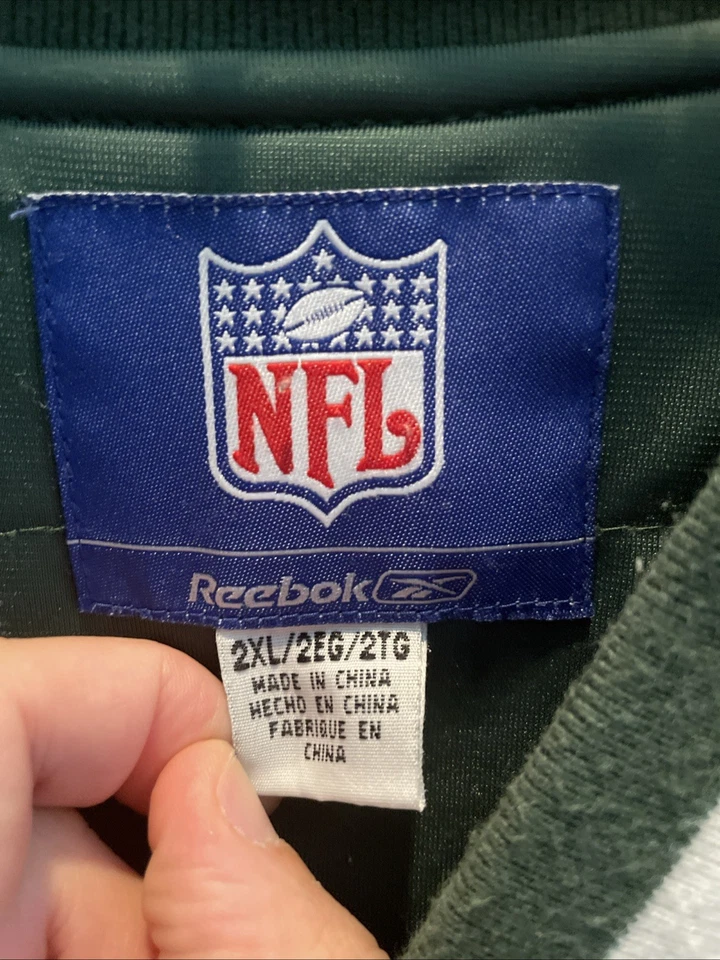 NFL
Reebok
2XL/2EG/2TG
MADE IN CHINA
HECHO EN CHINA
FABRIQUE EN
CHINA